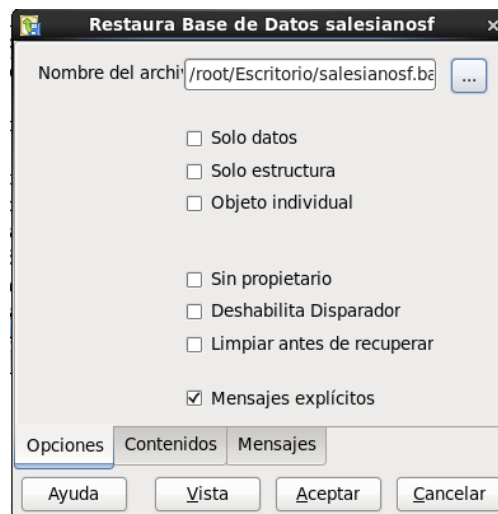 Restaura Base de Datos salesianosf
Nombre del archi /root/Escritorio/salesianosf.ba ...
Solo datos
Solo estructura
Objeto individual
Sin propietario
Deshabilita Disparador
Limpiar antes de recuperar
Mensajes explícitos
Opciones Contenidos Mensajes
Ayuda Vista Aceptar Cancelar